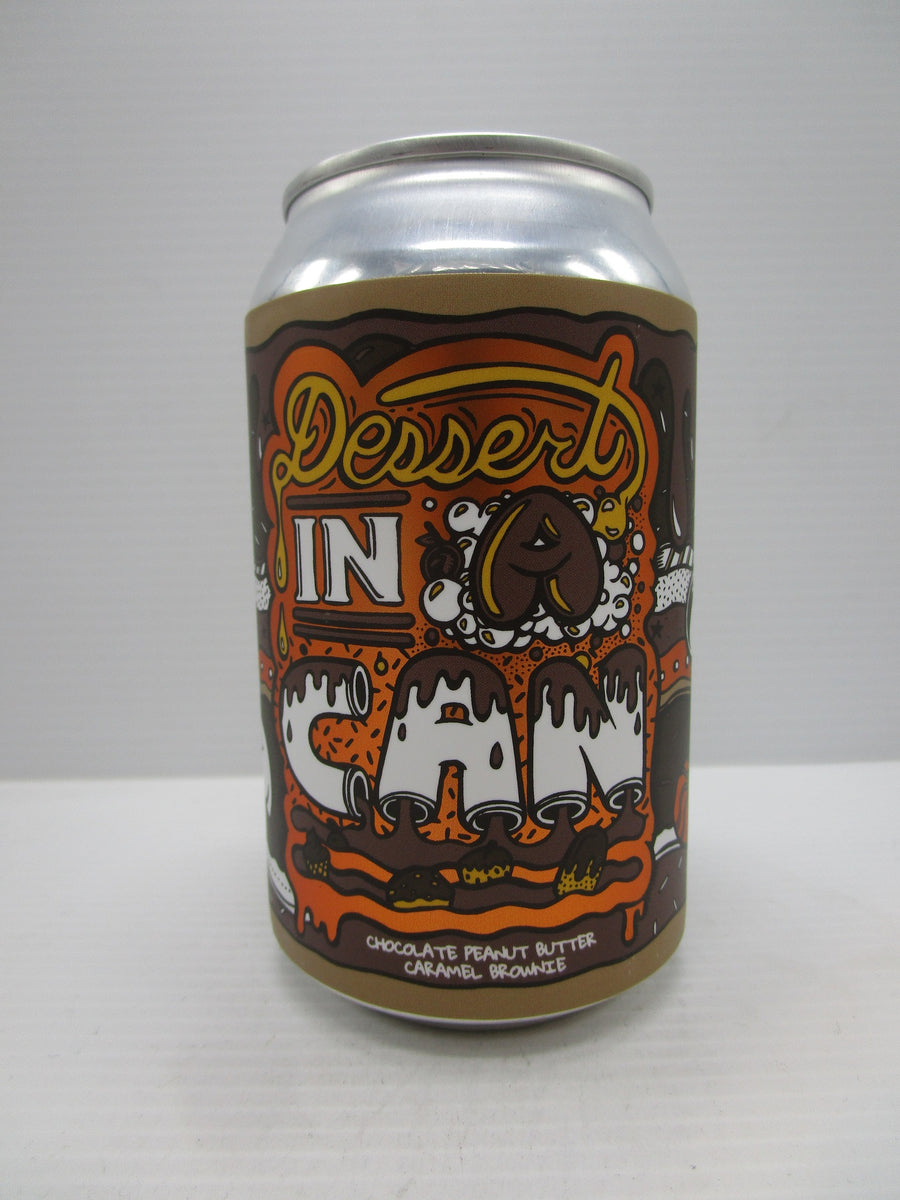 Dessert
IN A
CAN
CHOCOLATE PEANUT BUTTER
CARAMEL BROWNIE